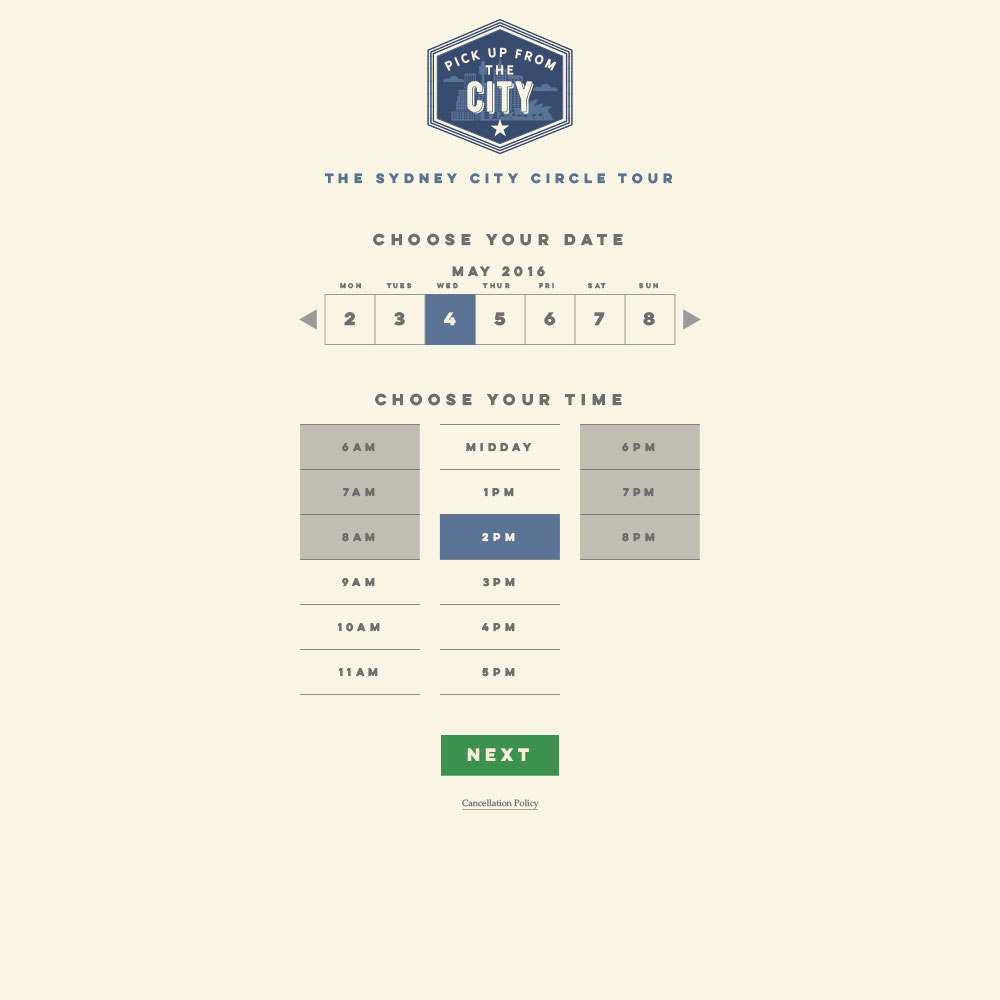 PICK UP FROM
THE
CITY
THE SYDNEY CITY CIRCLE TOUR
CHOOSE YOUR DATE
MAY 2016
MON TUES WED THUR FRI SAT SUN
2 3 4 5 6 7 8
CHOOSE YOUR TIME
6AM MIDDAY 6PM
7AM 1PM 7PM
8AM 2PM 8PM
9AM 3PM
10AM 4PM
11AM 5PM
NEXT
Cancellation Policy